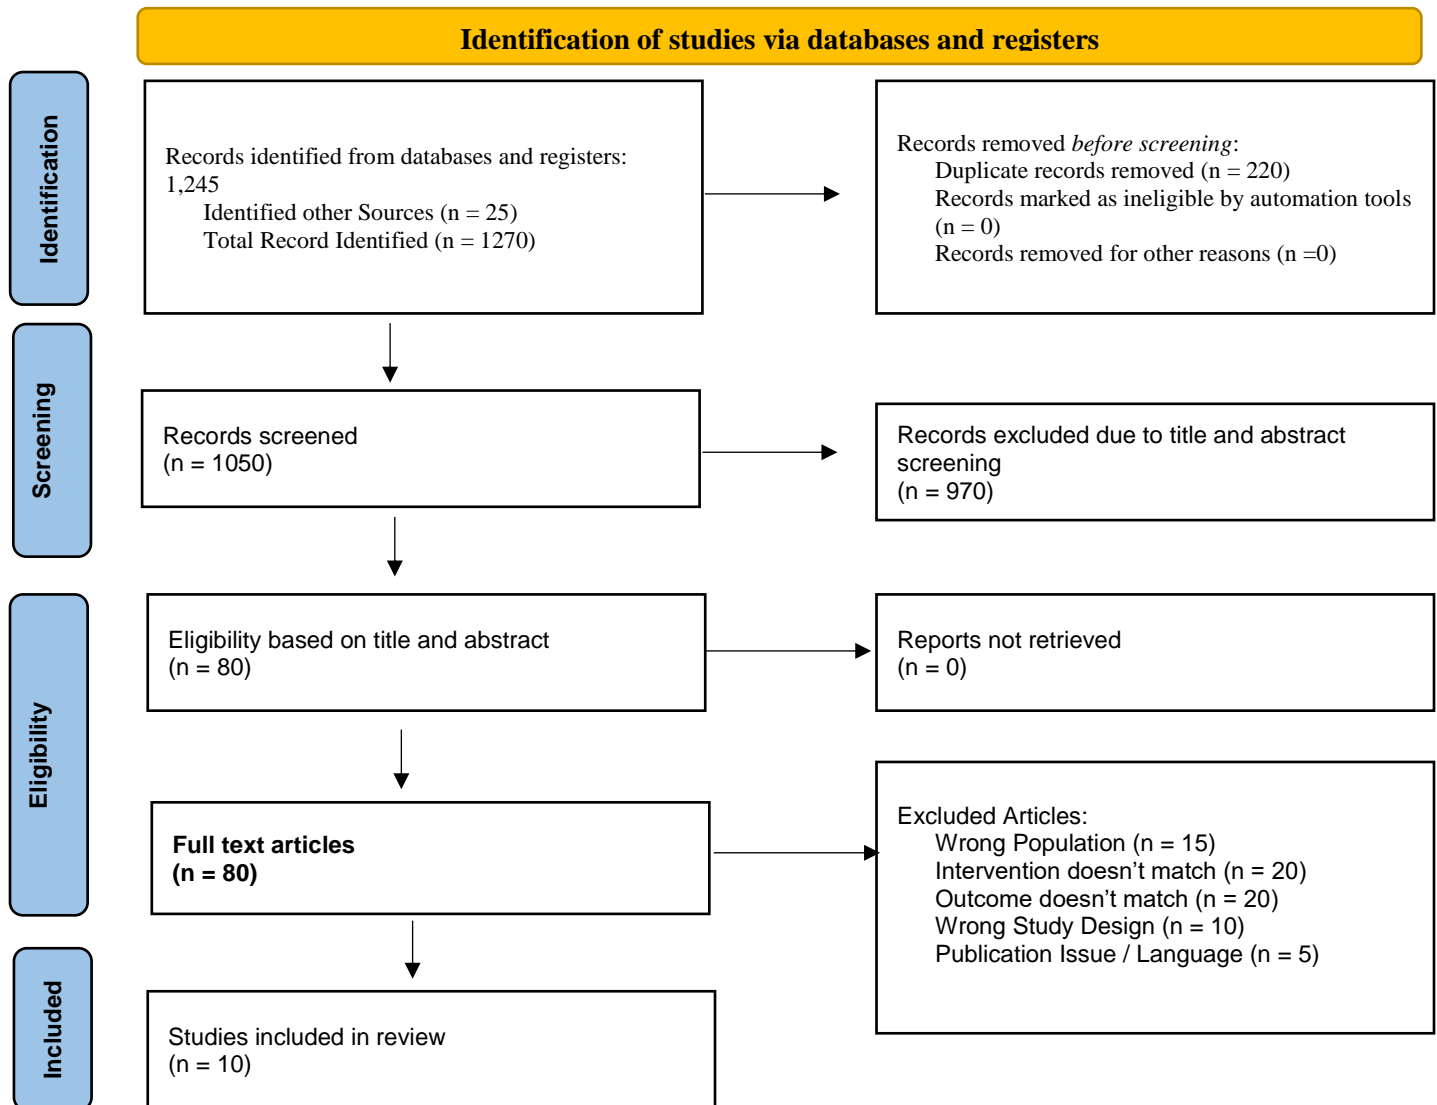 Identification of studies via databases and registers
Identification
Records identified from databases and registers:
1,245
Identified other Sources (n = 25)
Total Record Identified (n = 1270)
Records removed before screening:
Duplicate records removed (n = 220)
Records marked as ineligible by automation tools
(n = 0)
Records removed for other reasons (n =0)
Screening
Records screened
(n = 1050)
Records excluded due to title and abstract
screening
(n = 970)
Eligibility
Eligibility based on title and abstract
(n = 80)
Reports not retrieved
(n = 0)
Full text articles
(n = 80)
Excluded Articles:
Wrong Population (n = 15)
Intervention doesn’t match (n = 20)
Outcome doesn’t match (n = 20)
Wrong Study Design (n = 10)
Publication Issue / Language (n = 5)
Included
Studies included in review
(n = 10)